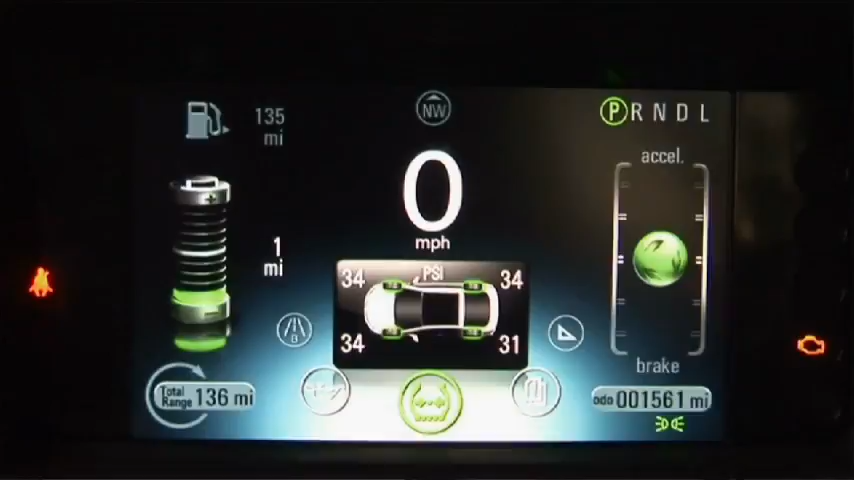 135
mi
NW
P R N D L
accel.
0
mph
1
mi
34 PSI 34
34 31
B
brake
Total
Range 136 mi
odo 001561 mi